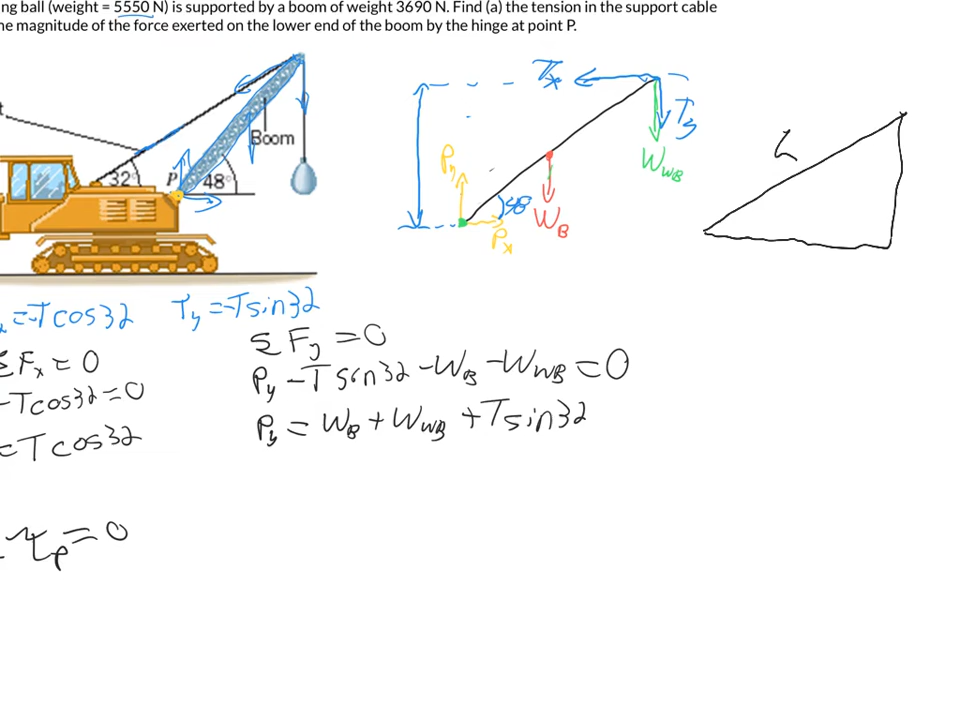 ng ball (weight = 5550 N) is supported by a boom of weight 3690 N. Find (a) the tension in the support cable
he magnitude of the force exerted on the lower end of the boom by the hinge at point P.
t
Boom
32°
P
48°
Tx
Ty
WWB
Py
48
WB
Px
L
x = -Tcos32 Ty = -Tsin32
ΣFx = 0
-Tcos32 = 0
= Tcos32
ΣFy = 0
Py - Tsin32 - WB - WWB = 0
Py = WB + WWB + Tsin32
τP = 0